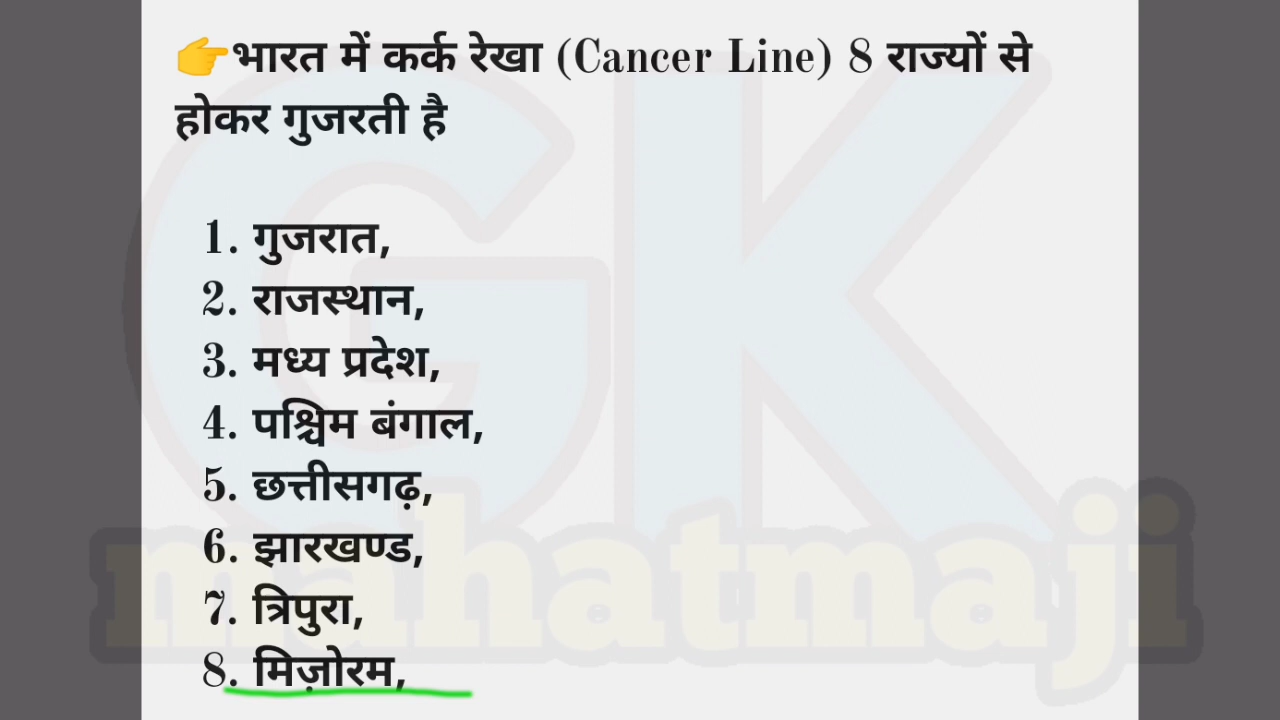 👉भारत में कर्क रेखा (Cancer Line) 8 राज्यों से
होकर गुजरती है
1. गुजरात,
2. राजस्थान,
3. मध्य प्रदेश,
4. पश्चिम बंगाल,
5. छत्तीसगढ़,
6. झारखण्ड,
7. त्रिपुरा,
8. मिज़ोरम,
GK
mahatmaji